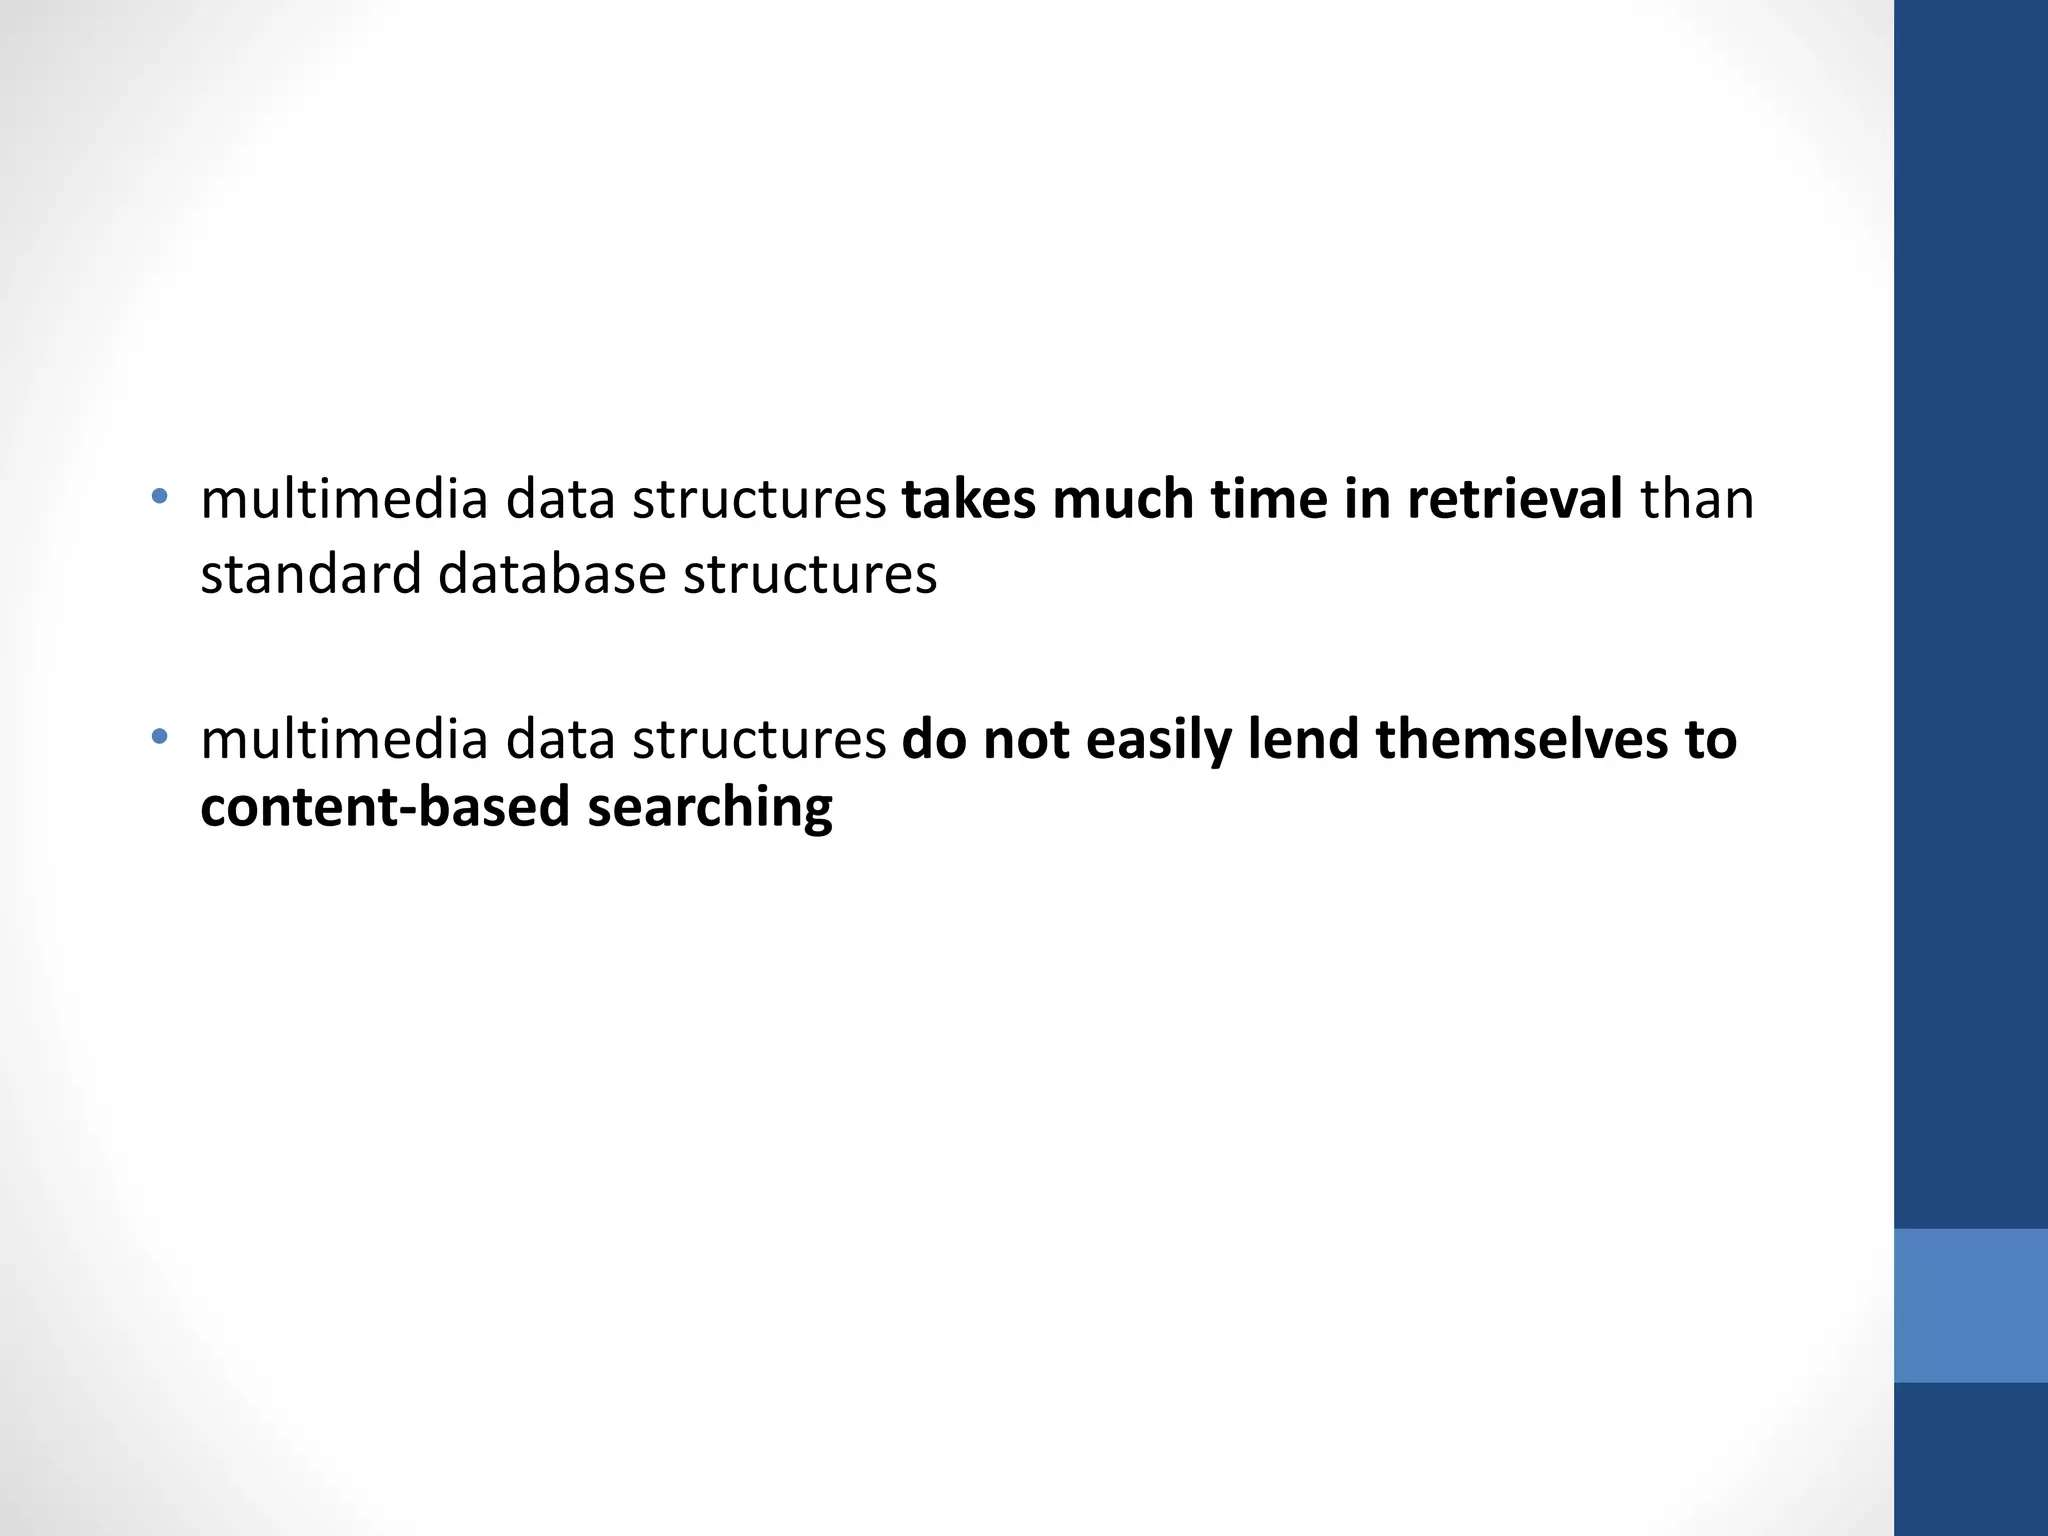 • multimedia data structures takes much time in retrieval than
standard database structures
• multimedia data structures do not easily lend themselves to
content-based searching